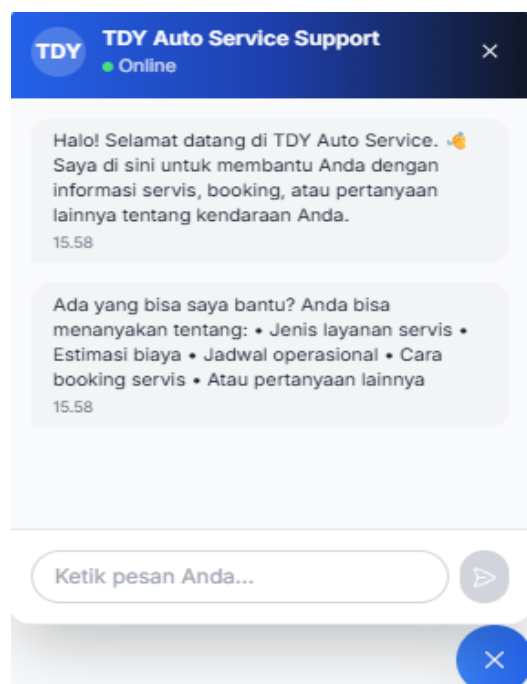 TDY
TDY Auto Service Support
Online
Halo! Selamat datang di TDY Auto Service. 👋
Saya di sini untuk membantu Anda dengan
informasi servis, booking, atau pertanyaan
lainnya tentang kendaraan Anda.
15.58
Ada yang bisa saya bantu? Anda bisa
menanyakan tentang: • Jenis layanan servis •
Estimasi biaya • Jadwal operasional • Cara
booking servis • Atau pertanyaan lainnya
15.58
Ketik pesan Anda...